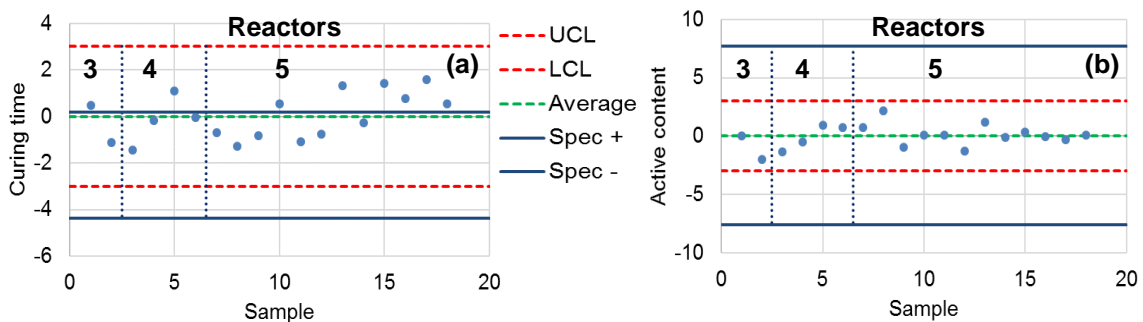 Reactors
(a)
3 4 5
4
2
0
-2
-4
-6
Curing time
0 5 10 15 20
Sample
UCL
LCL
Average
Spec +
Spec -
Reactors
(b)
3 4 5
10
5
0
-5
-10
Active content
0 5 10 15 20
Sample